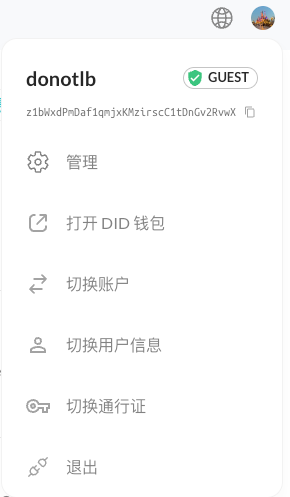 donotlb
GUEST
z1bWxdPmDaf1qmjxKMzirscC1tDnGv2RvwX
管理
打开 DID 钱包
切换账户
切换用户信息
切换通行证
退出